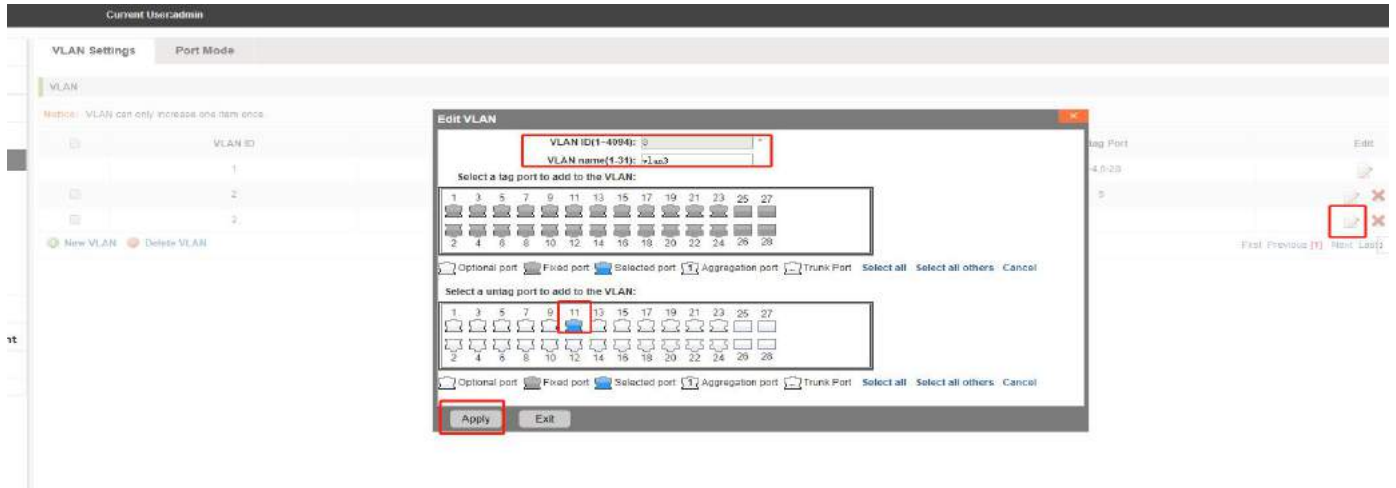 Current User:admin
VLAN Settings Port Mode
VLAN
Notice: VLAN can only increase one item once.
Edit VLAN
VLAN ID(1-4094): *
VLAN name(1-31): vlan3
VLAN ID tag Port Edit
1
2 5
3
New VLAN Delete VLAN First Previous [1] Next Last
Select a tag port to add to the VLAN:
1 3 5 7 9 11 13 15 17 19 21 23 25 27
2 4 6 8 10 12 14 16 18 20 22 24 26 28
Optional port Fixed port Selected port 1 Aggregation port Trunk Port Select all Select all others Cancel
Select a untag port to add to the VLAN:
1 3 5 7 9 11 13 15 17 19 21 23 25 27
2 4 6 8 10 12 14 16 18 20 22 24 26 28
Optional port Fixed port Selected port 1 Aggregation port Trunk Port Select all Select all others Cancel
nt
Apply Exit